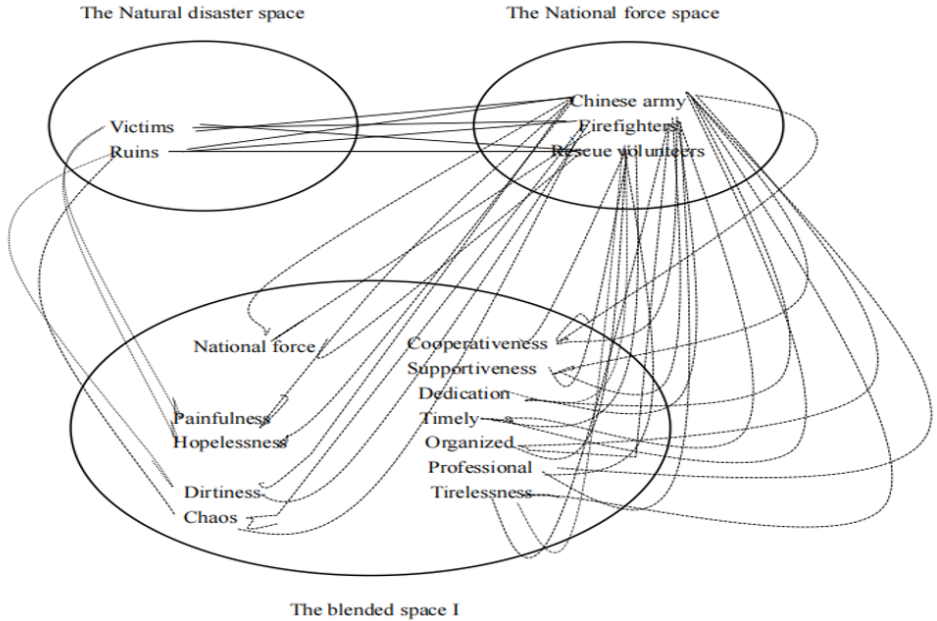 The Natural disaster space
The National force space
Victims
Ruins
Chinese army
Firefighters
Rescue volunteers
National force
Painfulness
Hopelessness
Dirtiness
Chaos
Cooperativeness
Supportiveness
Dedication
Timely
Organized
Professional
Tirelessness
The blended space I